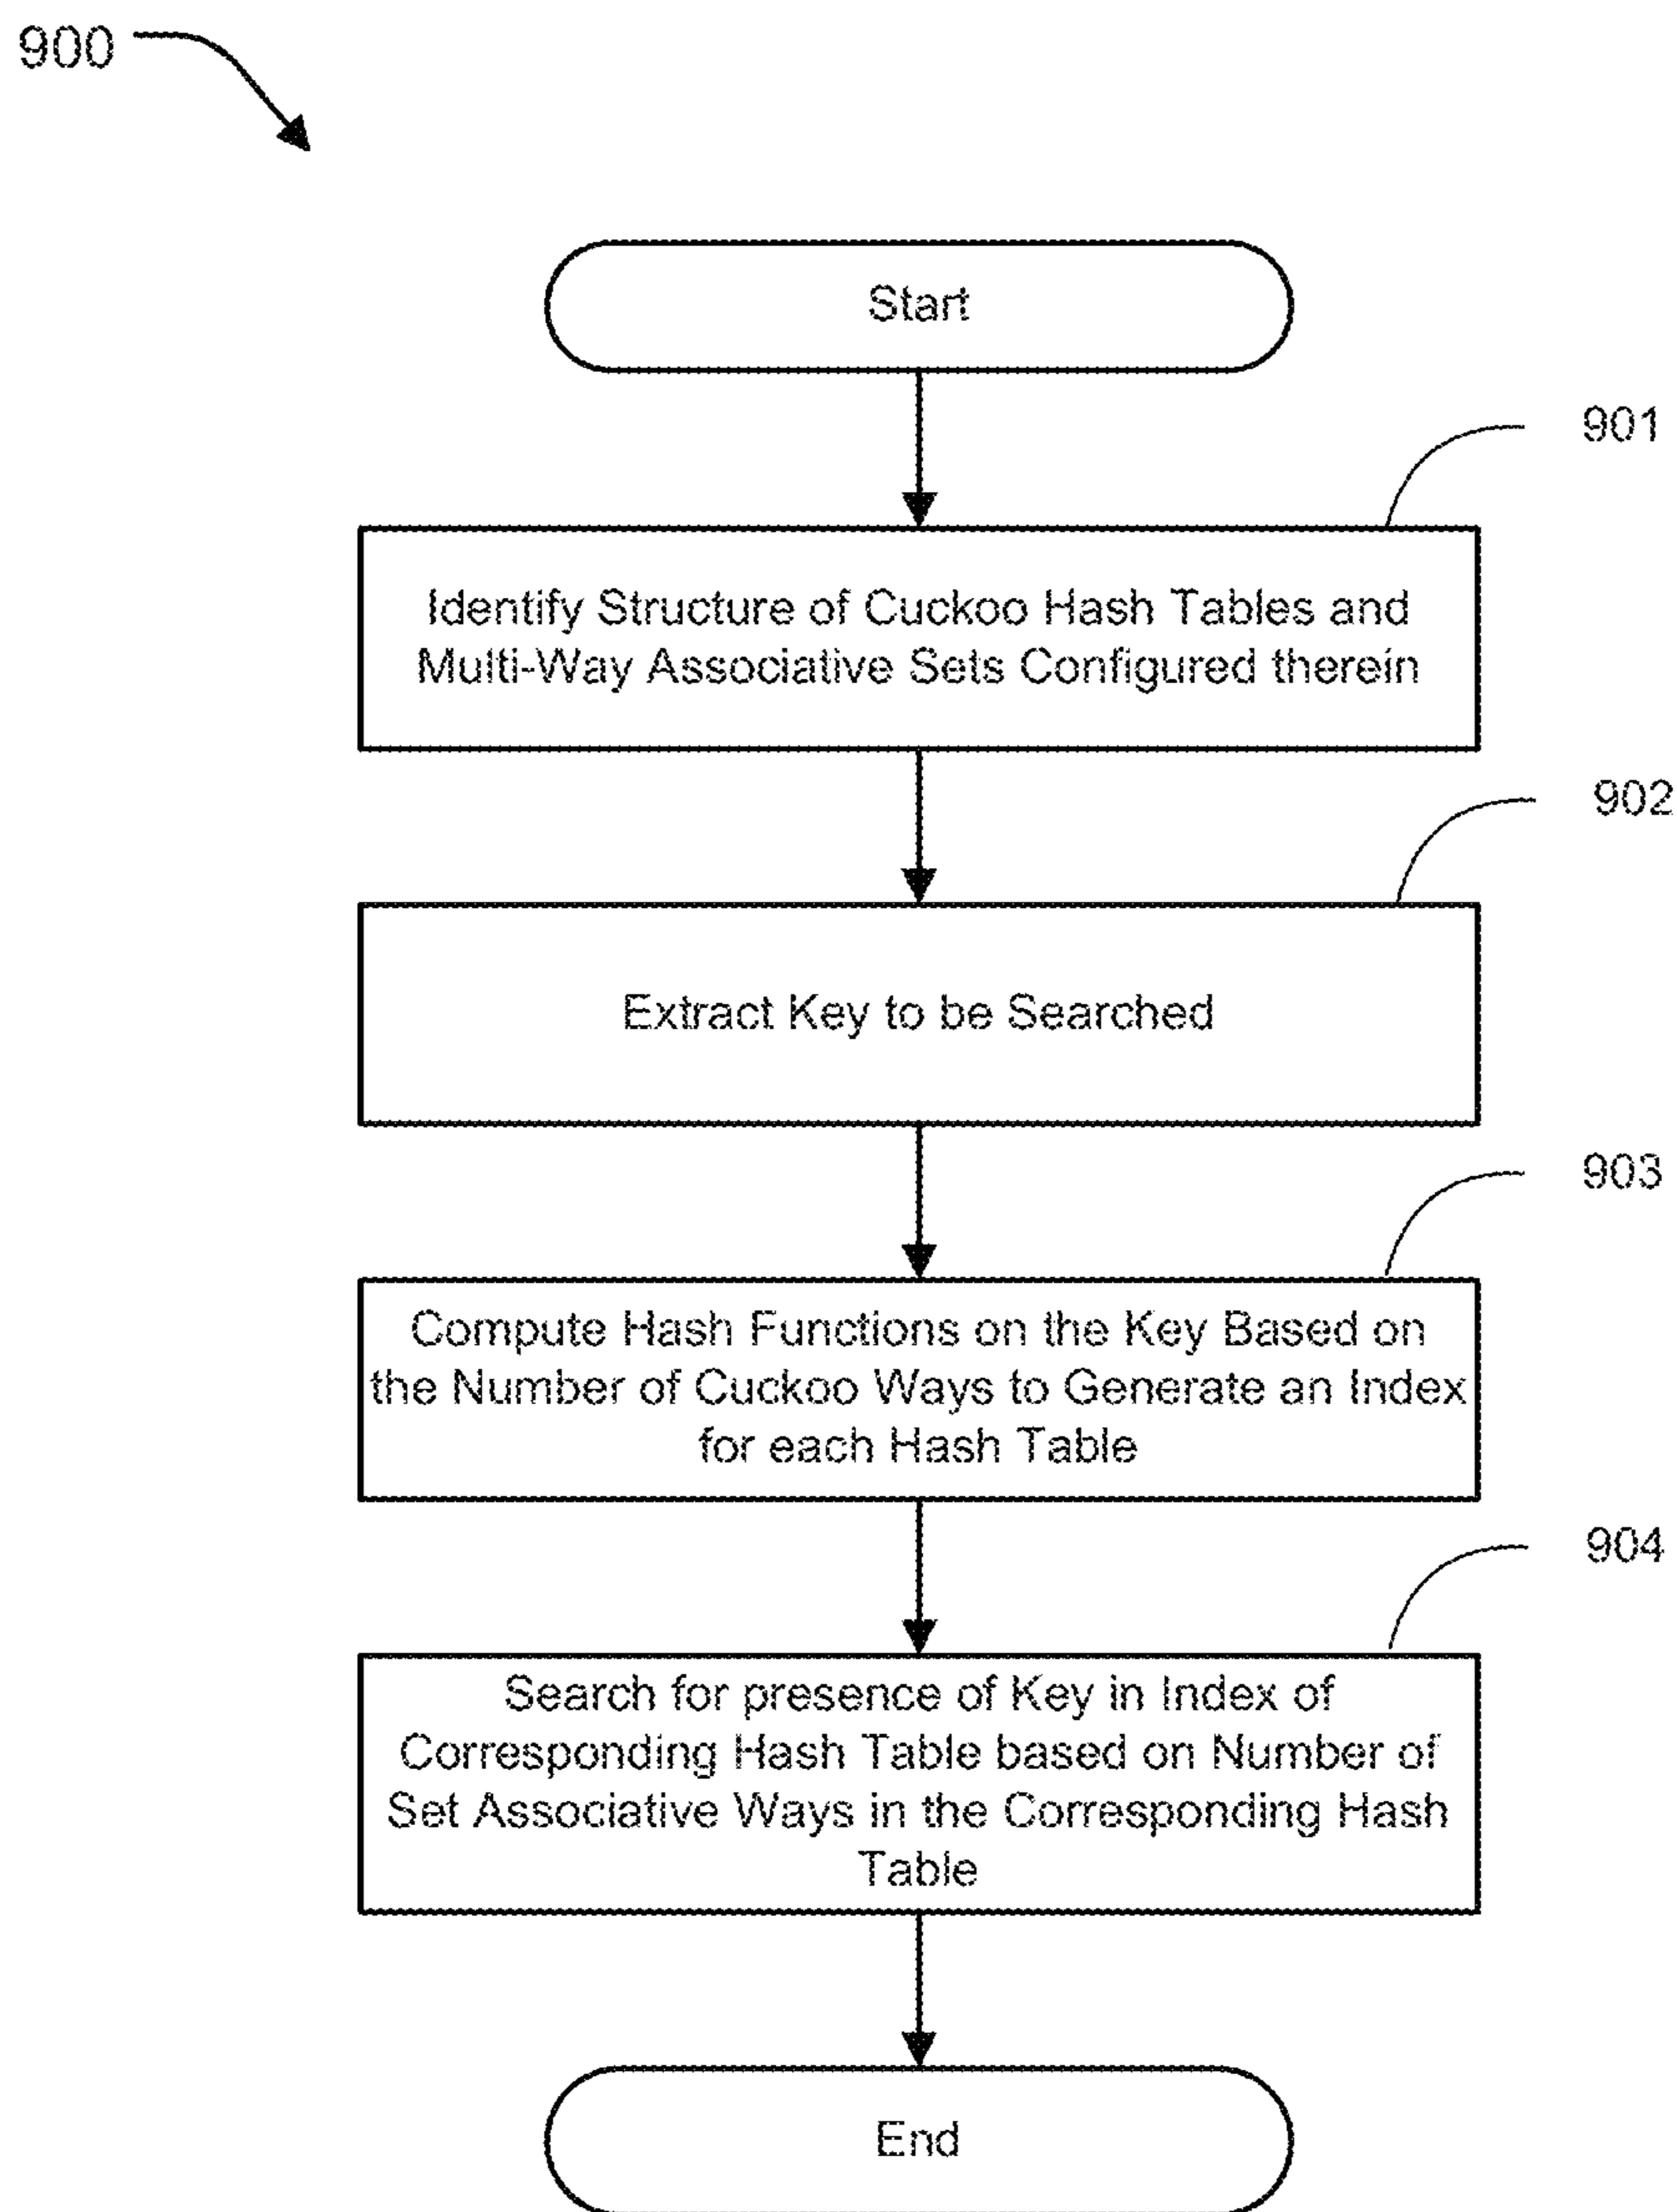 900
Start
901
Identify Structure of Cuckoo Hash Tables and
Multi-Way Associative Sets Configured therein
902
Extract Key to be Searched
903
Compute Hash Functions on the Key Based on
the Number of Cuckoo Ways to Generate an Index
for each Hash Table
904
Search for presence of Key in Index of
Corresponding Hash Table based on Number of
Set Associative Ways in the Corresponding Hash
Table
End